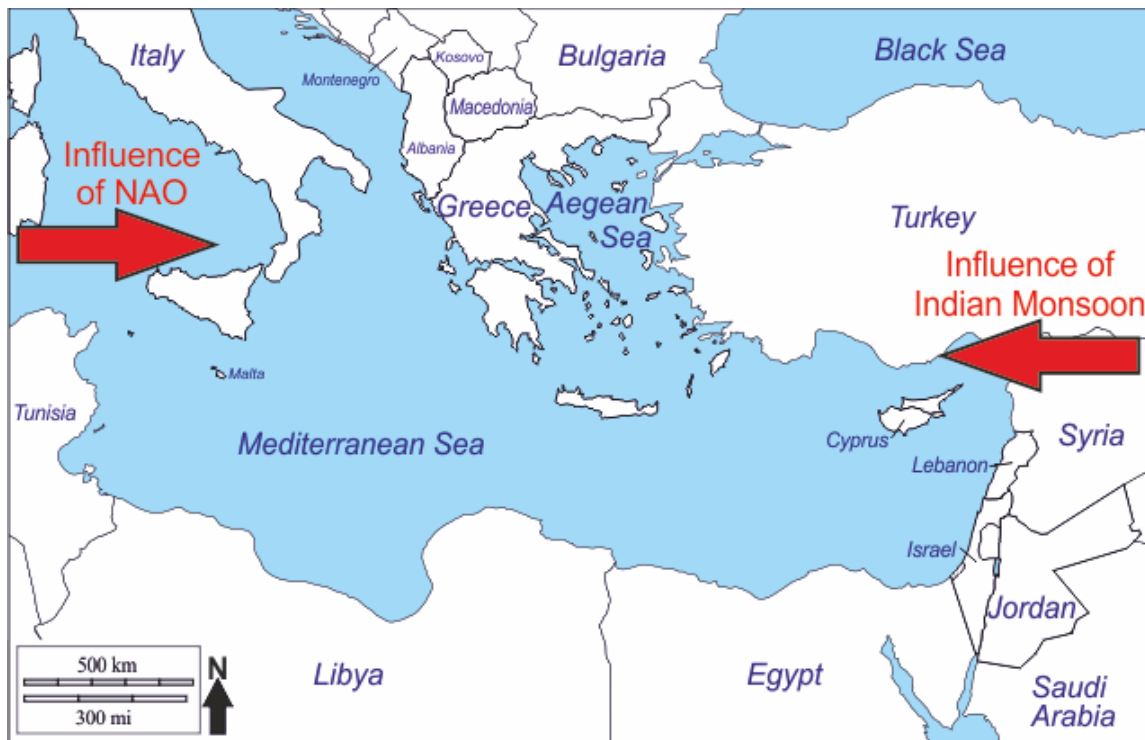 Italy
Kosovo
Montenegro
Bulgaria
Black Sea
Macedonia
Albania
Influence
of NAO
Greece
Aegean
Sea
Turkey
Influence of
Indian Monsoon
Malta
Tunisia
Mediterranean Sea
Cyprus
Syria
Lebanon
Israel
Jordan
Libya
Egypt
Saudi
Arabia
500 km
300 mi
N